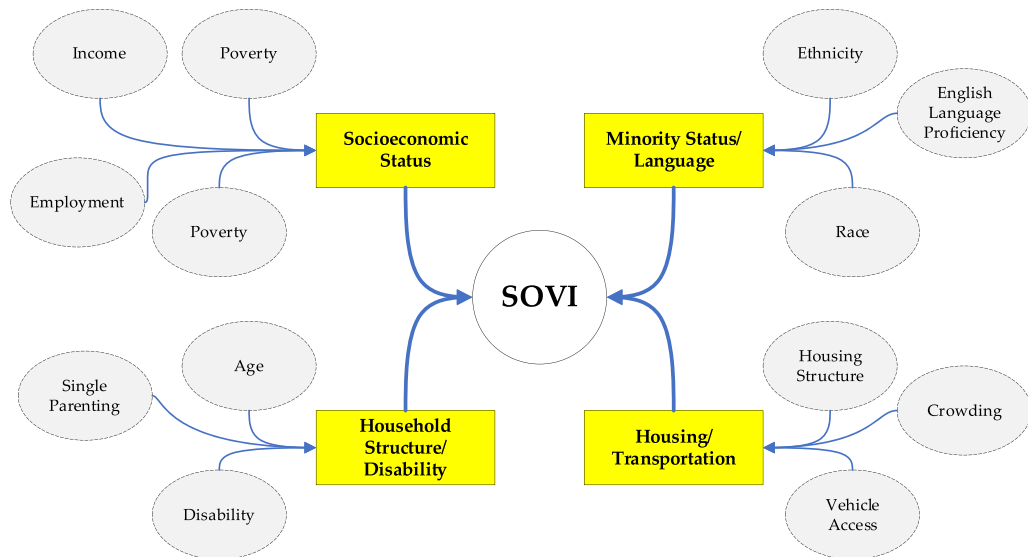 Income
Poverty
Employment
Poverty
Socioeconomic
Status
Ethnicity
English
Language
Proficiency
Race
Minority Status/
Language
SOVI
Single
Parenting
Age
Disability
Household
Structure/
Disability
Housing
Structure
Crowding
Vehicle
Access
Housing/
Transportation